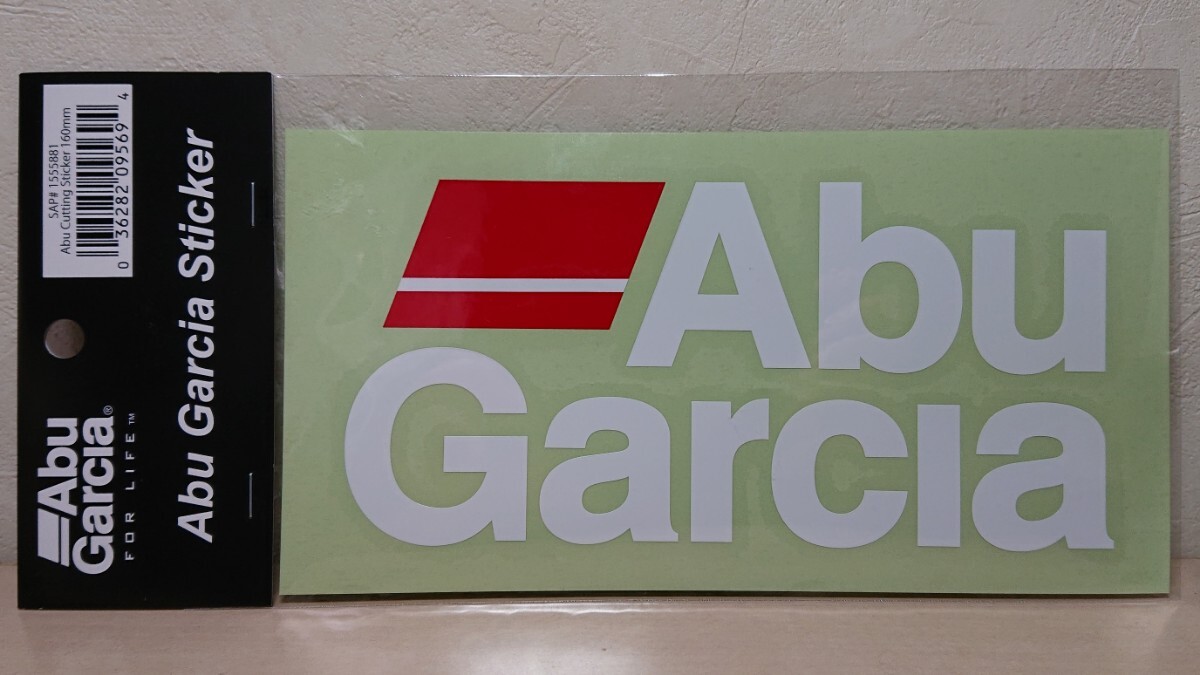 SAP# 1555881
Abu Cutting Sticker 160mm
0 36282 09569 4
Abu Garcia Sticker
Abu
Garcia®
FOR LIFE™
Abu
Garcia